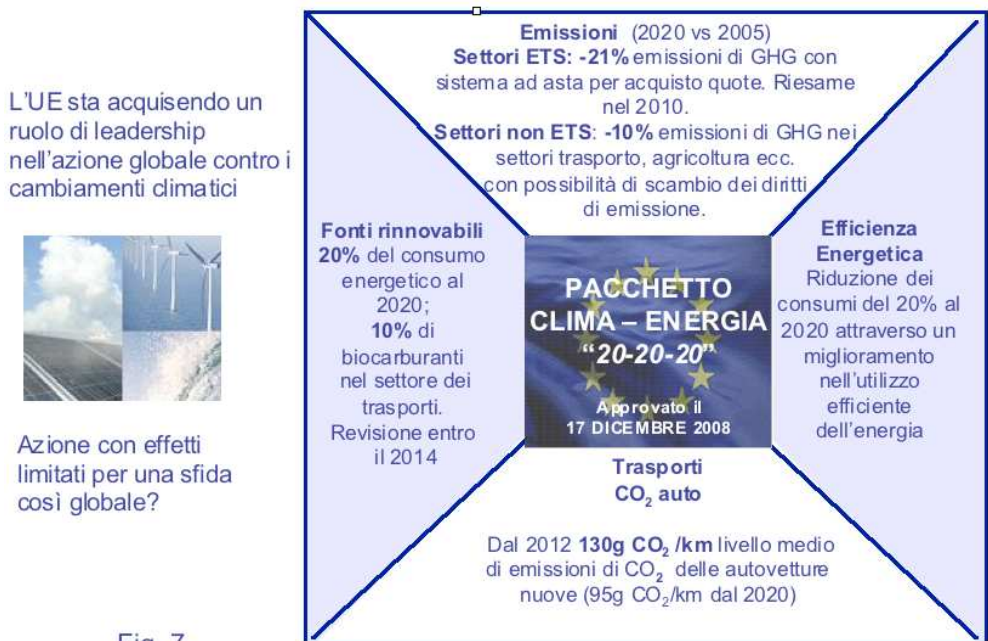 L'UE sta acquisendo un
ruolo di leadership
nell'azione globale contro i
cambiamenti climatici
Azione con effetti
limitati per una sfida
così globale?
Emissioni (2020 vs 2005)
Settori ETS: -21% emissioni di GHG con
sistema ad asta per acquisto quote. Riesame
nel 2010.
Settori non ETS: -10% emissioni di GHG nei
settori trasporto, agricoltura ecc.
con possibilità di scambio dei diritti
di emissione.
Fonti rinnovabili
20% del consumo
energetico al
2020;
10% di
biocarburanti
nel settore dei
trasporti.
Revisione entro
il 2014
PACCHETTO
CLIMA – ENERGIA
“20-20-20”
Approvato il
17 DICEMBRE 2008
Efficienza
Energetica
Riduzione dei
consumi del 20% al
2020 attraverso un
miglioramento
nell'utilizzo
efficiente
dell'energia
Trasporti
CO₂ auto
Dal 2012 130g CO₂ /km livello medio
di emissioni di CO₂ delle autovetture
nuove (95g CO₂/km dal 2020)
Fig. 7